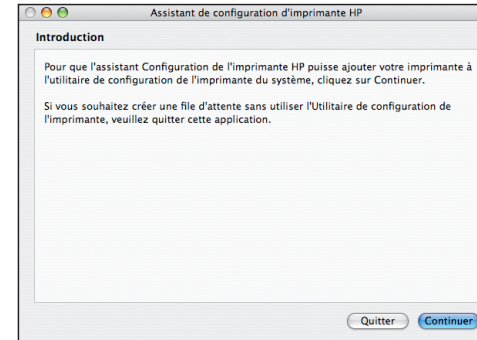 Assistant de configuration d'imprimante HP
Introduction
Pour que l'assistant Configuration de l'imprimante HP puisse ajouter votre imprimante à
l'utilitaire de configuration de l'imprimante du système, cliquez sur Continuer.
Si vous souhaitez créer une file d'attente sans utiliser l'Utilitaire de configuration de
l'imprimante, veuillez quitter cette application.
Quitter
Continuer